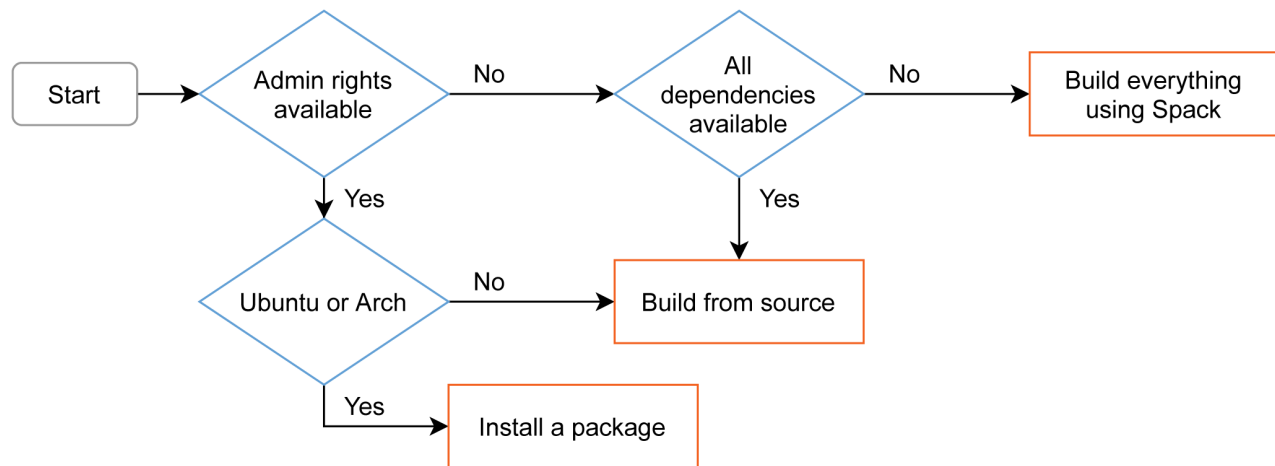 Start
Admin rights
available
No
All
dependencies
available
No
Build everything
using Spack
Yes
Yes
Ubuntu or Arch
No
Build from source
Yes
Install a package